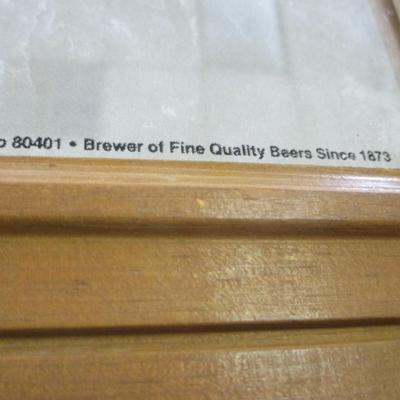 o 80401 • Brewer of Fine Quality Beers Since 1873